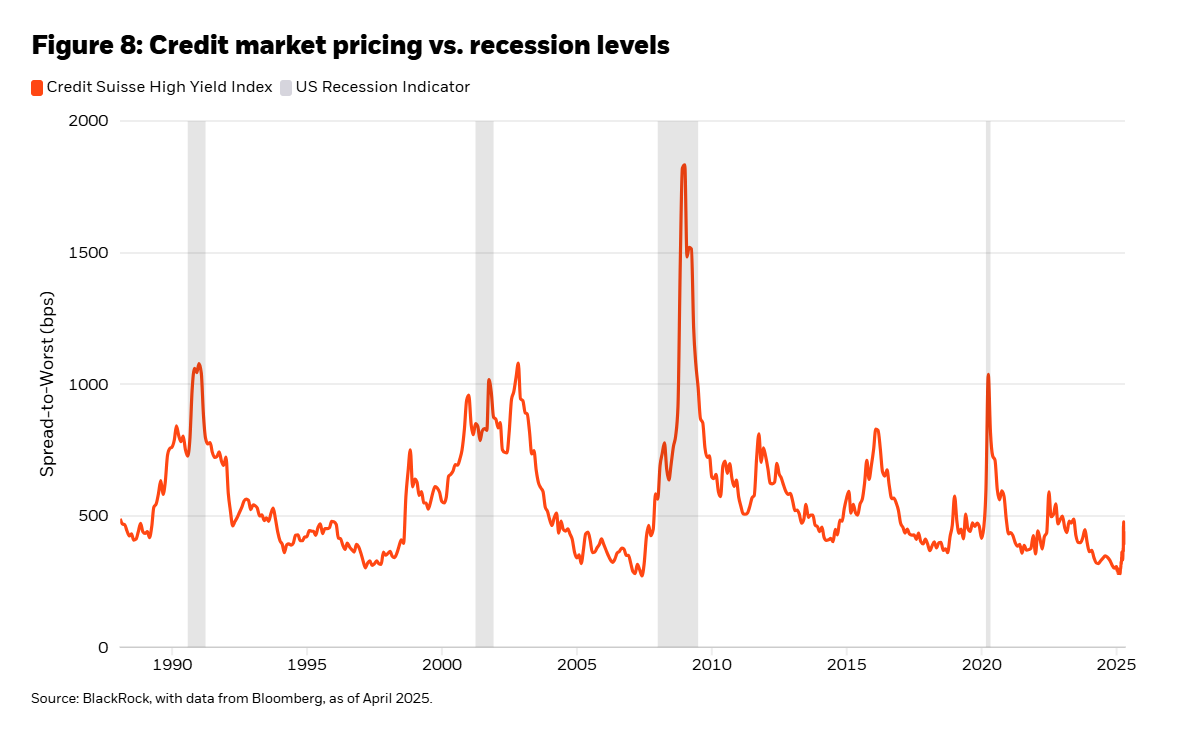 Figure 8: Credit market pricing vs. recession levels
Credit Suisse High Yield Index US Recession Indicator
2000
1500
1000
500
0
Spread-to-Worst (bps)
1990 1995 2000 2005 2010 2015 2020 2025
Source: BlackRock, with data from Bloomberg, as of April 2025.